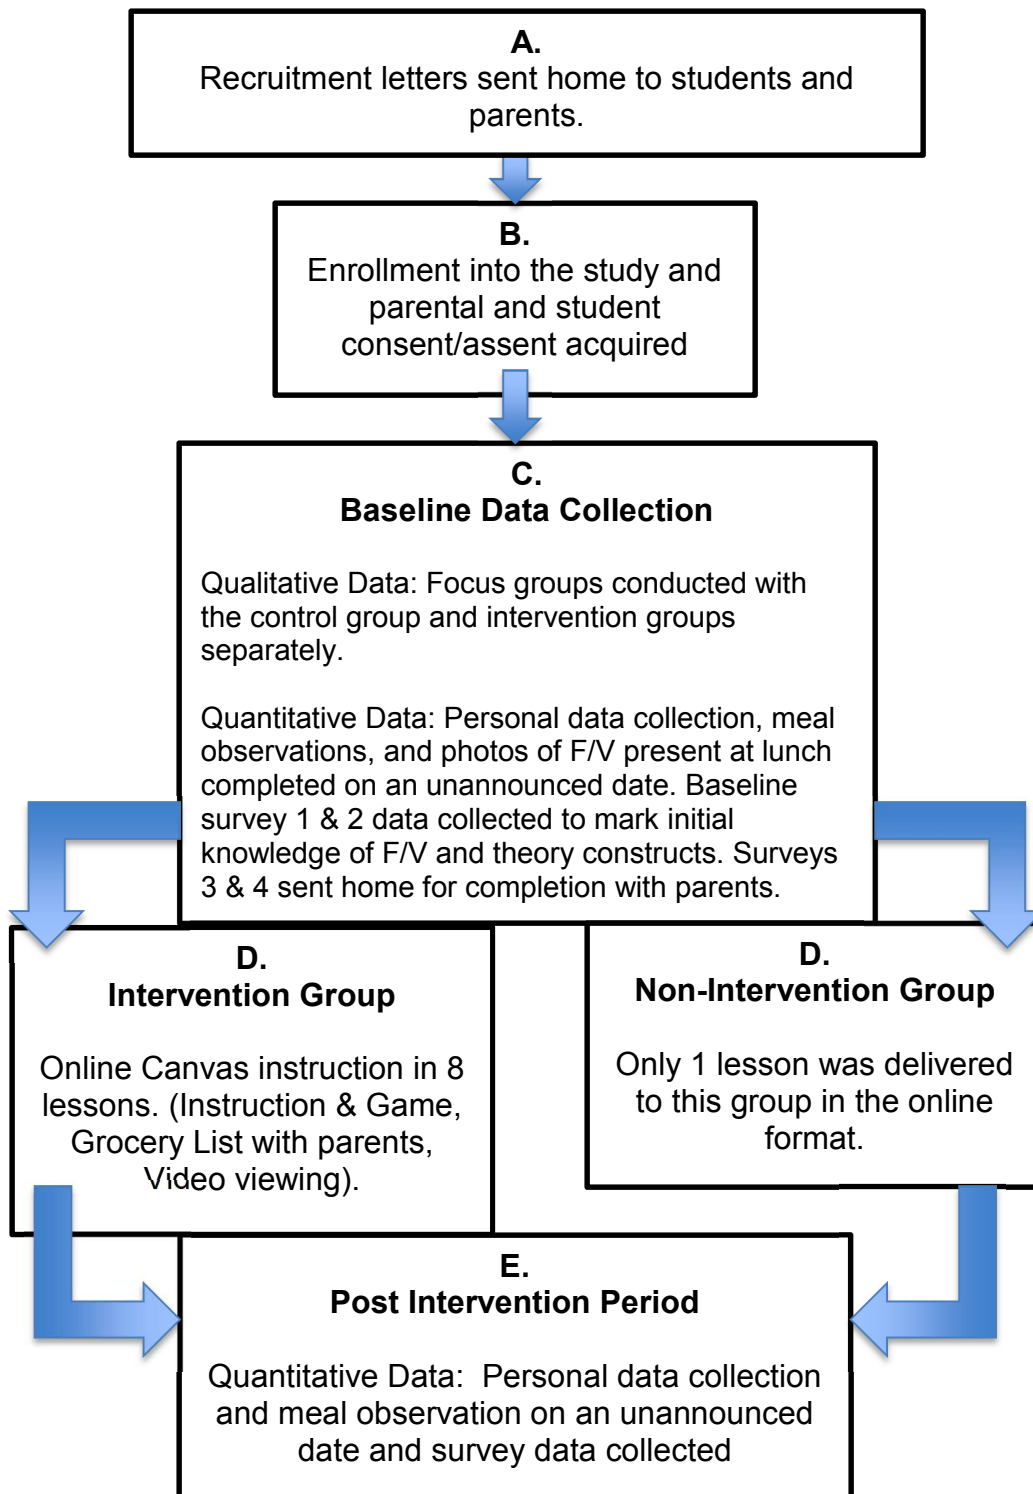 A.
Recruitment letters sent home to students and
parents.
B.
Enrollment into the study and
parental and student
consent/assent acquired
C.
Baseline Data Collection
Qualitative Data: Focus groups conducted with
the control group and intervention groups
separately.
Quantitative Data: Personal data collection, meal
observations, and photos of F/V present at lunch
completed on an unannounced date. Baseline
survey 1 & 2 data collected to mark initial
knowledge of F/V and theory constructs. Surveys
3 & 4 sent home for completion with parents.
D.
Intervention Group
Online Canvas instruction in 8
lessons. (Instruction & Game,
Grocery List with parents,
Video viewing).
D.
Non-Intervention Group
Only 1 lesson was delivered
to this group in the online
format.
E.
Post Intervention Period
Quantitative Data:  Personal data collection
and meal observation on an unannounced
date and survey data collected